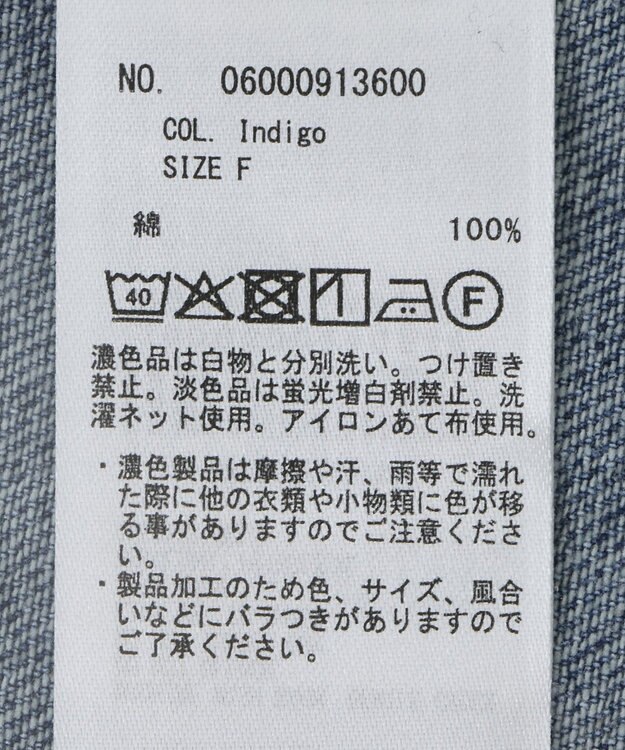 NO. 06000913600
COL. Indigo
SIZE F
綿 100%
40 F
濃色品は白物と分別洗い。つけ置き
禁止。淡色品は蛍光増白剤禁止。洗
濯ネット使用。アイロンあて布使用。
・濃色製品は摩擦や汗、雨等で濡れ
た際に他の衣類や小物類に色が移
る事がありますのでご注意くださ
い。
・製品加工のため色、サイズ、風合
いなどにバラつきがありますので
ご了承ください。